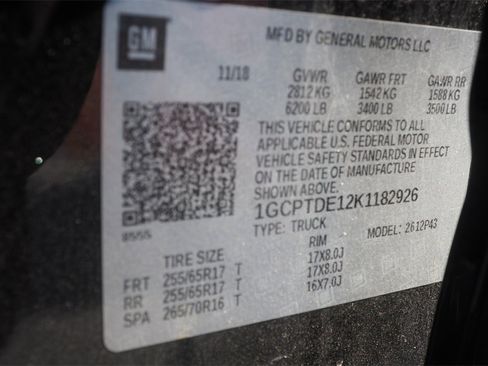 GM
MFD BY GENERAL MOTORS LLC
11/18 GVWR GAWR FRT GAWR RR
2812 KG 1542 KG 1588 KG
6200 LB 3400 LB 3500 LB
THIS VEHICLE CONFORMS TO ALL
APPLICABLE U.S. FEDERAL MOTOR
VEHICLE SAFETY STANDARDS IN EFFECT
ON THE DATE OF MANUFACTURE
SHOWN ABOVE.
1GCPTDE12K1182926
TYPE: TRUCK MODEL: 2612P43
TIRE SIZE RIM
FRT 255/65R17 T 17X8.0J
RR 255/65R17 T 17X8.0J
SPA 265/70R16 T 16X7.0J